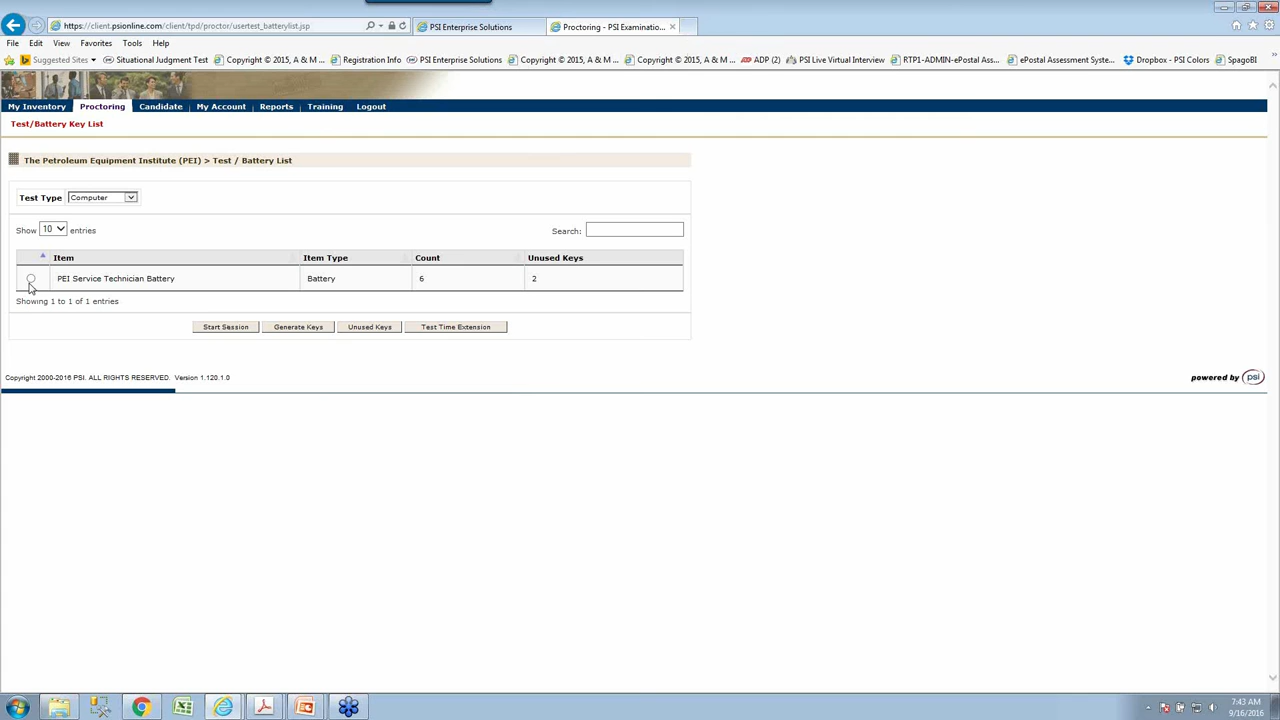 https://client.psionline.com/client/tpd/proctor/usertest_batterylist.jsp
PSI Enterprise Solutions
Proctoring - PSI Examinatio...
File Edit View Favorites Tools Help
Suggested Sites Situational Judgment Test Copyright © 2015, A & M ... Registration Info PSI Enterprise Solutions Copyright © 2015, A & M ... Copyright © 2015, A & M ... ADP (2) PSI Live Virtual Interview RTP1-ADMIN-ePostal Ass... ePostal Assessment Syste... Dropbox - PSI Colors SpagoBI
My Inventory Proctoring Candidate My Account Reports Training Logout
Test/Battery Key List
The Petroleum Equipment Institute (PEI) > Test / Battery List
Test Type Computer
Show 10 entries Search:
Item Item Type Count Unused Keys
PEI Service Technician Battery Battery 6 2
Showing 1 to 1 of 1 entries
Start Session Generate Keys Unused Keys Test Time Extension
Copyright 2000-2016 PSI. ALL RIGHTS RESERVED. Version 1.120.1.0
powered by psi
7:43 AM
9/16/2016